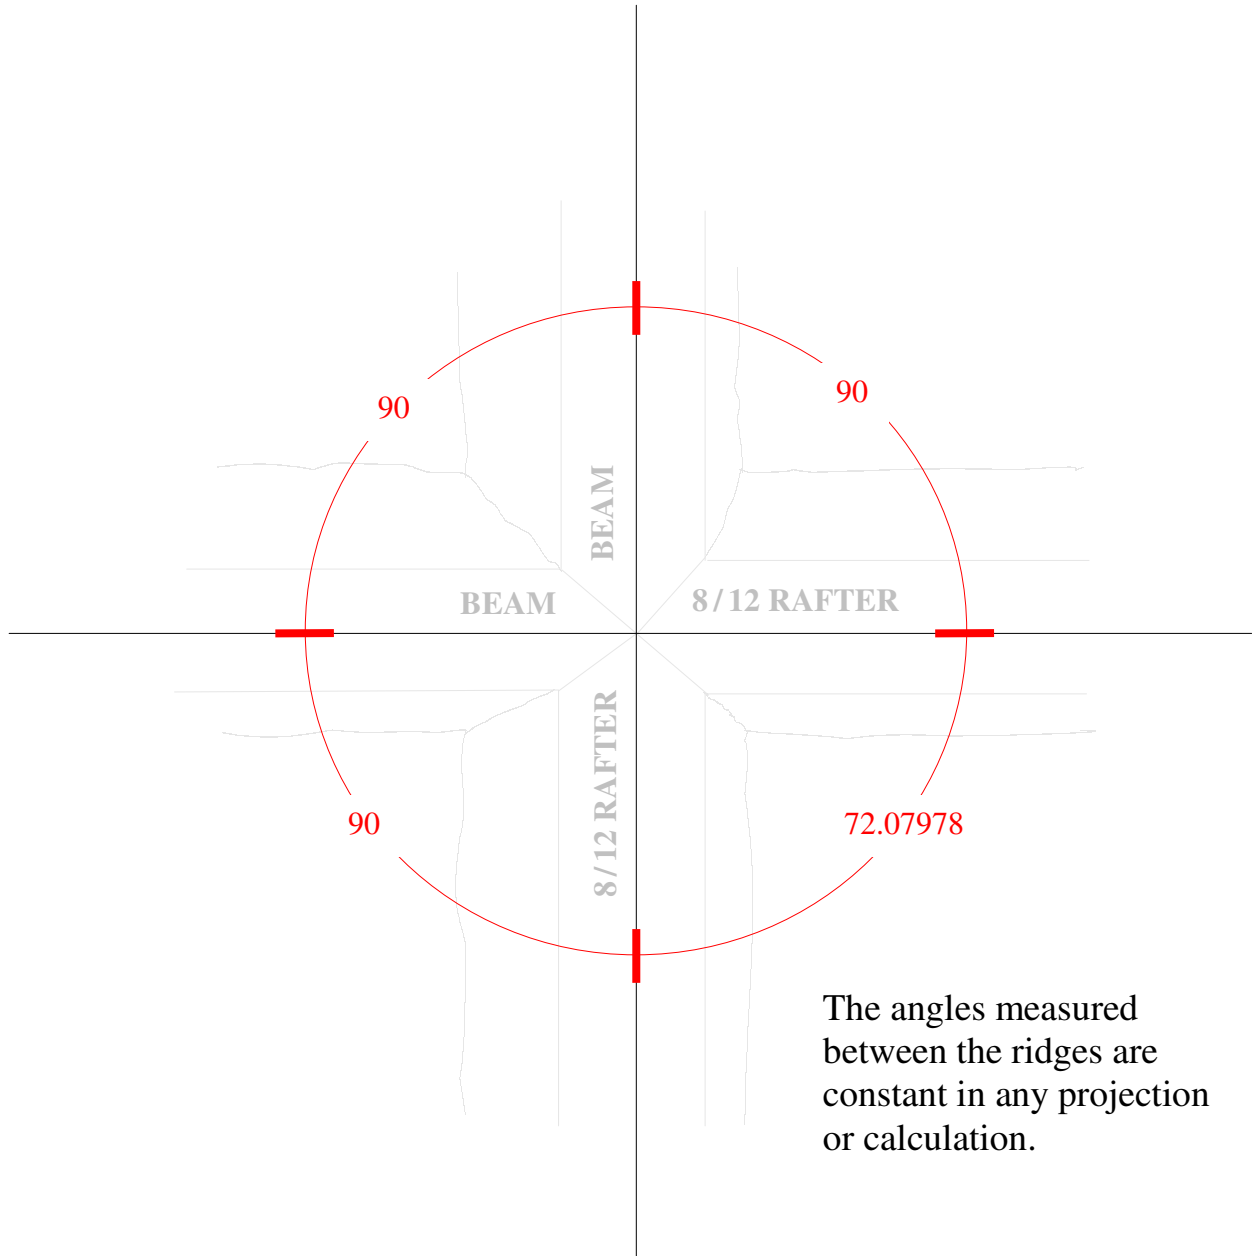 90
90
BEAM
BEAM
8/12 RAFTER
8/12 RAFTER
90
72.07978
The angles measured
between the ridges are
constant in any projection
or calculation.